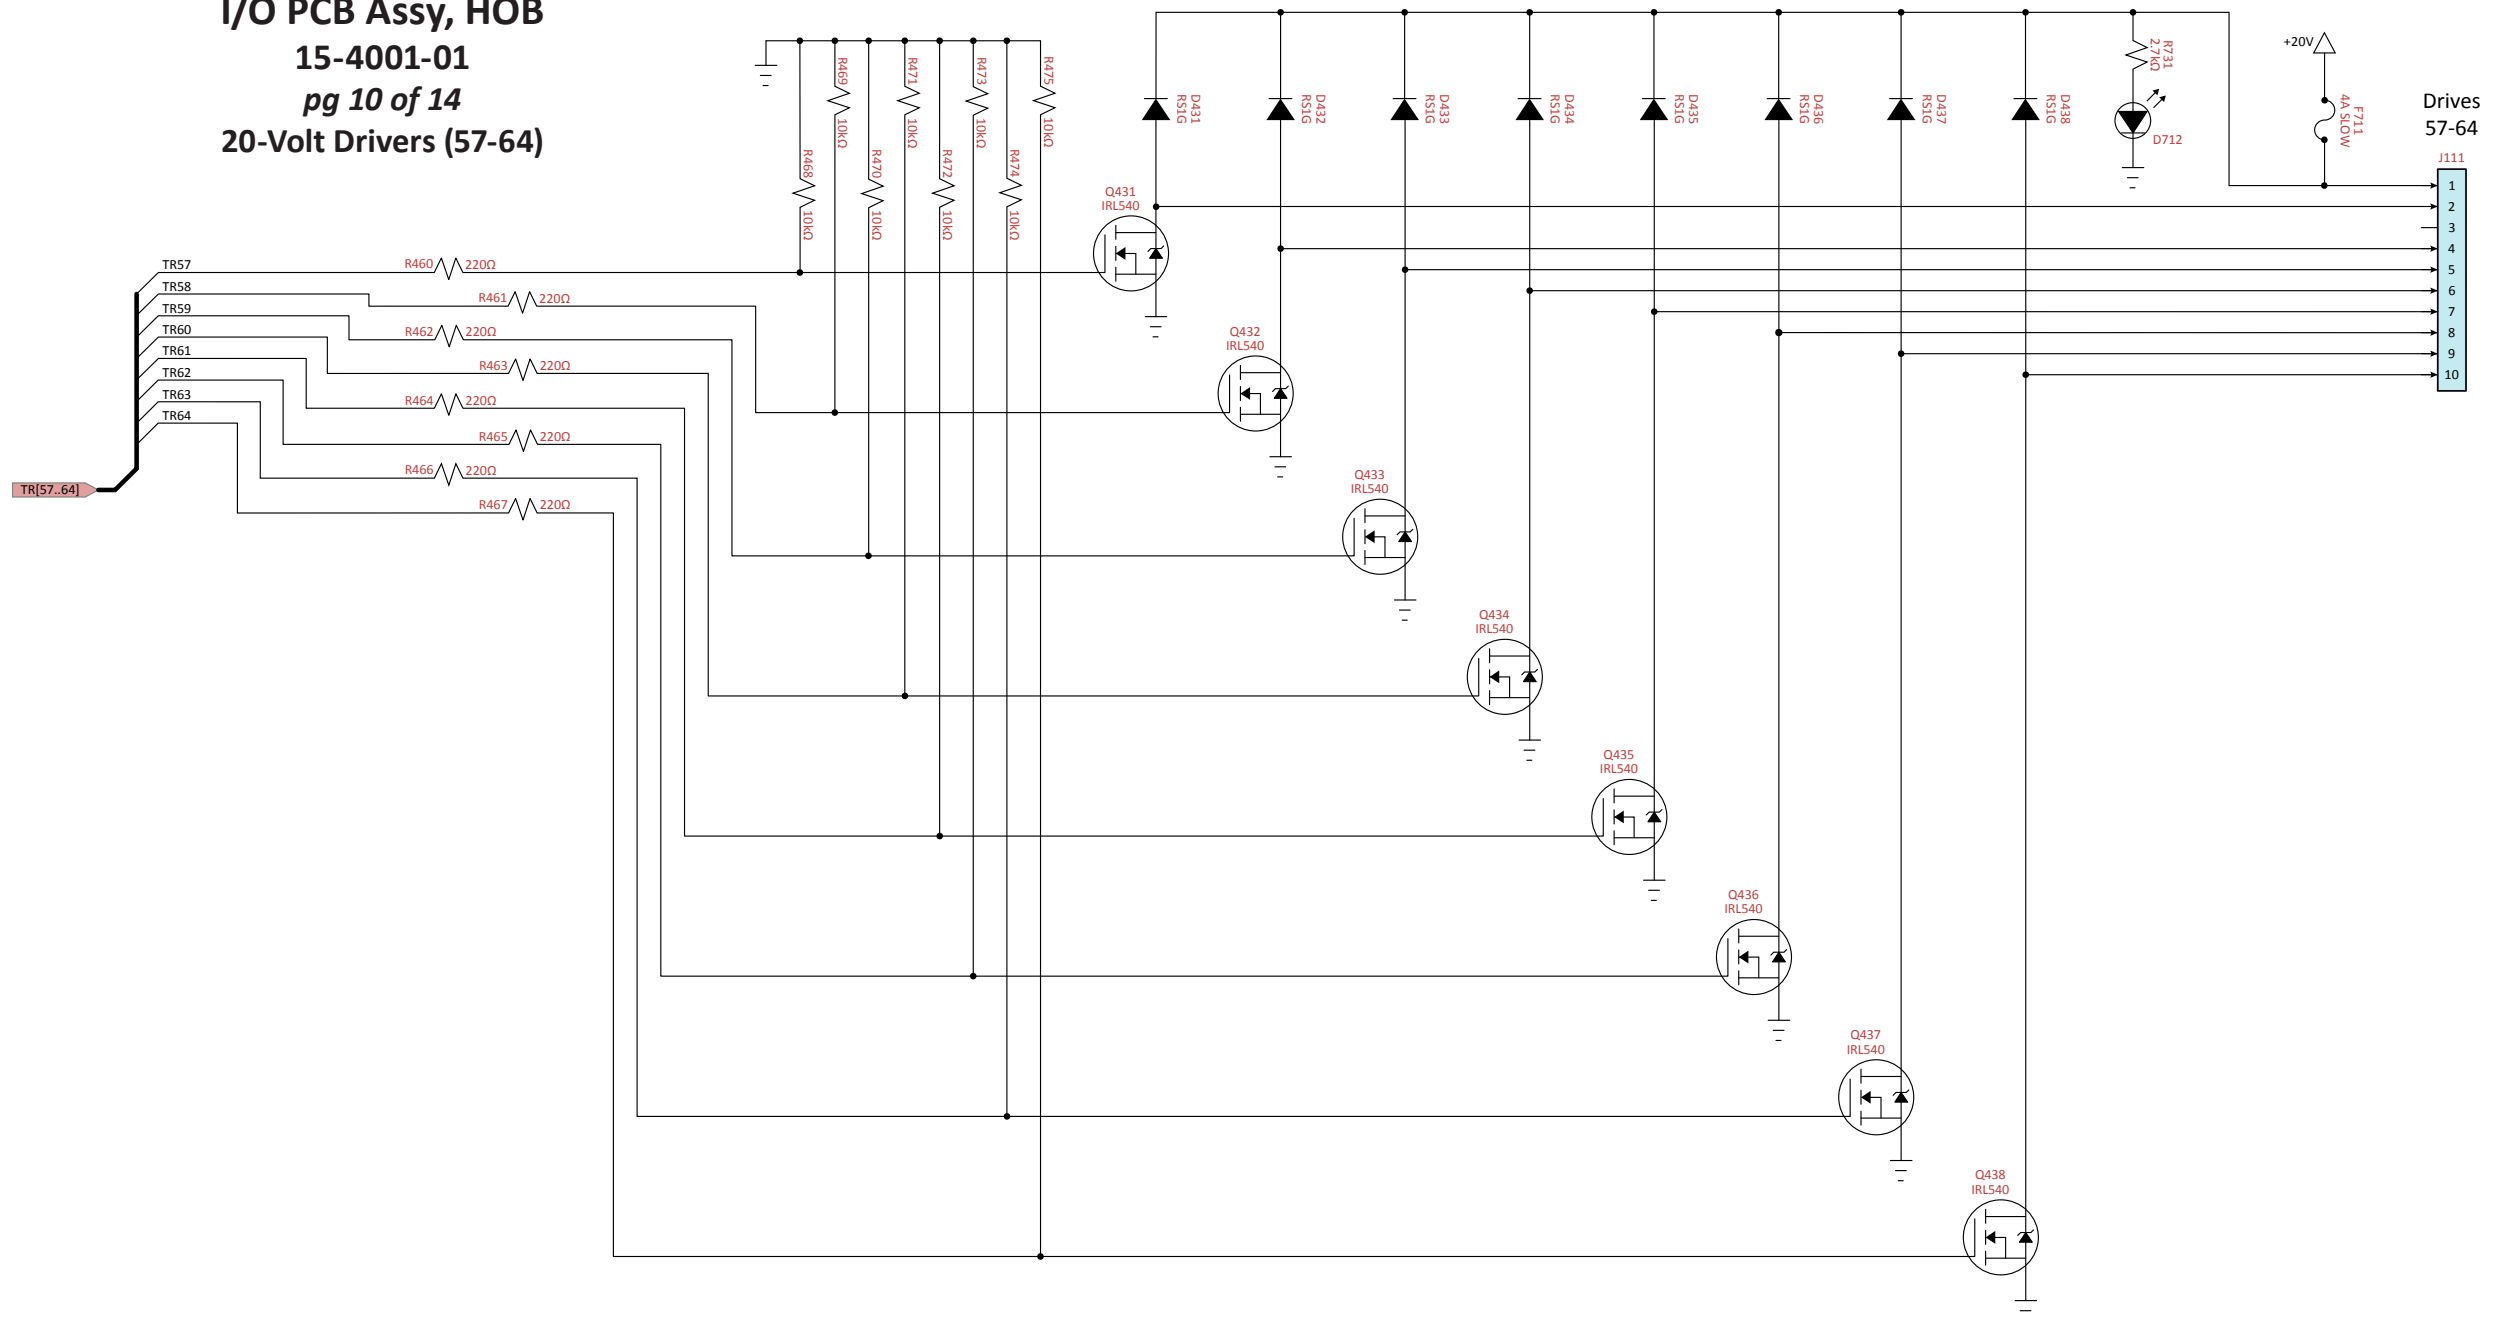 I/O PCB Assy, HOB
15-4001-01
pg 10 of 14
20-Volt Drivers (57-64)
R468
10kΩ
R469
10kΩ
R470
10kΩ
R471
10kΩ
R472
10kΩ
R473
10kΩ
R474
10kΩ
R475
10kΩ
D431
RS1G
D432
RS1G
D433
RS1G
D434
RS1G
D435
RS1G
D436
RS1G
D437
RS1G
D438
RS1G
R731
2.7kΩ
D712
+20V
F711
4A SLOW
Drives
57-64
J111
1
2
3
4
5
6
7
8
9
10
TR57
TR58
TR59
TR60
TR61
TR62
TR63
TR64
TR[57..64]
R460 220Ω
R461 220Ω
R462 220Ω
R463 220Ω
R464 220Ω
R465 220Ω
R466 220Ω
R467 220Ω
Q431
IRL540
Q432
IRL540
Q433
IRL540
Q434
IRL540
Q435
IRL540
Q436
IRL540
Q437
IRL540
Q438
IRL540